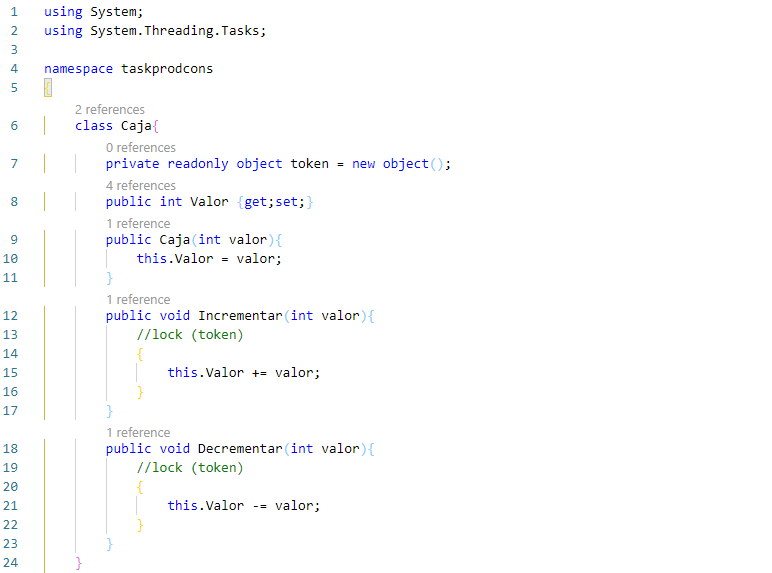 1 using System;
2 using System.Threading.Tasks;
3
4 namespace taskprodcons
5 {
2 references
6 class Caja{
0 references
7 private readonly object token = new object();
4 references
8 public int Valor {get;set;}
1 reference
9 public Caja(int valor){
10 this.Valor = valor;
11 }
1 reference
12 public void Incrementar(int valor){
13 //lock (token)
14 {
15 this.Valor += valor;
16 }
17 }
1 reference
18 public void Decrementar(int valor){
19 //lock (token)
20 {
21 this.Valor -= valor;
22 }
23 }
24 }